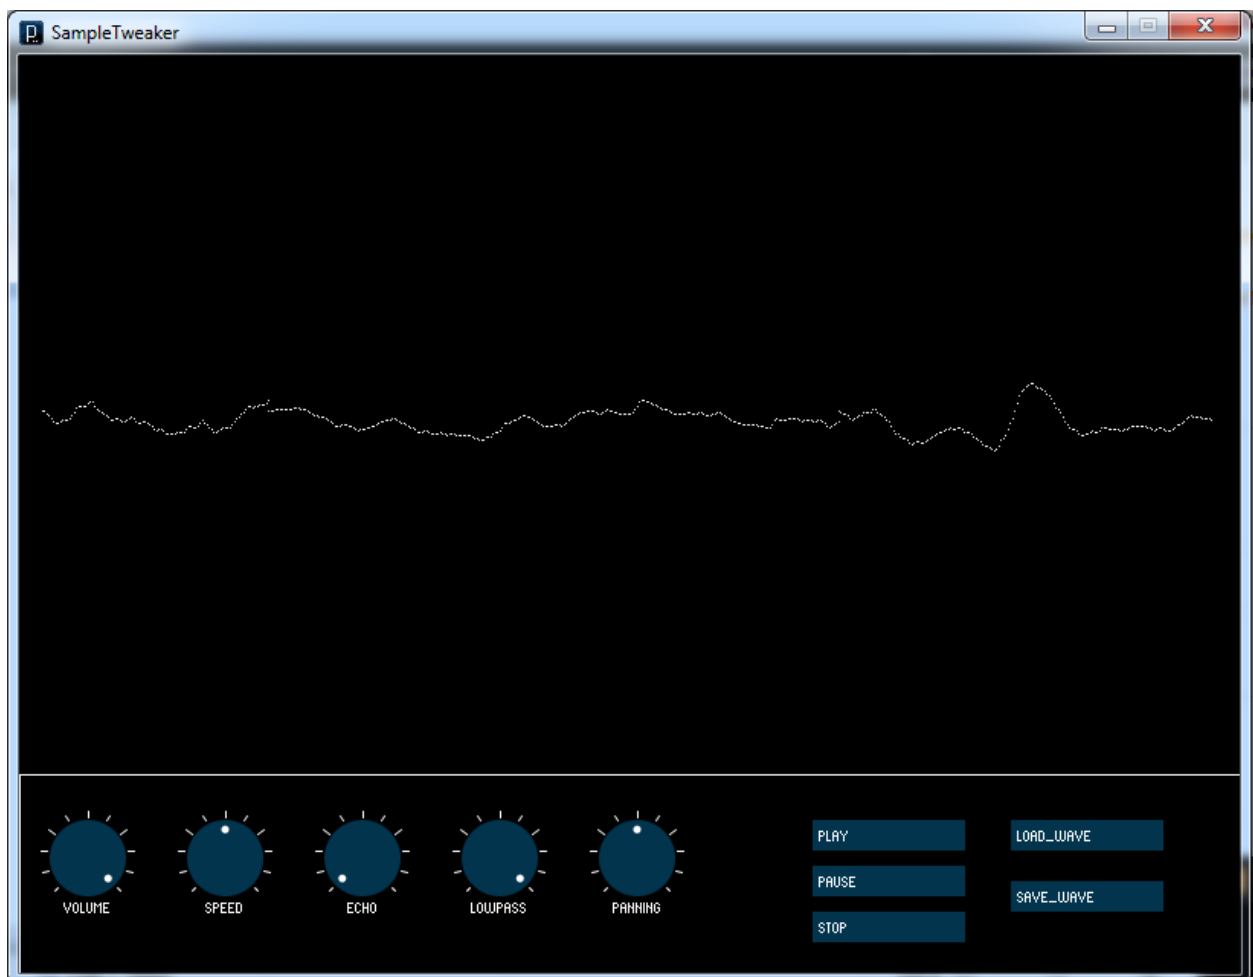 SampleTweaker
VOLUME
SPEED
ECHO
LOWPASS
PANNING
PLAY
PAUSE
STOP
LOAD_WAVE
SAVE_WAVE